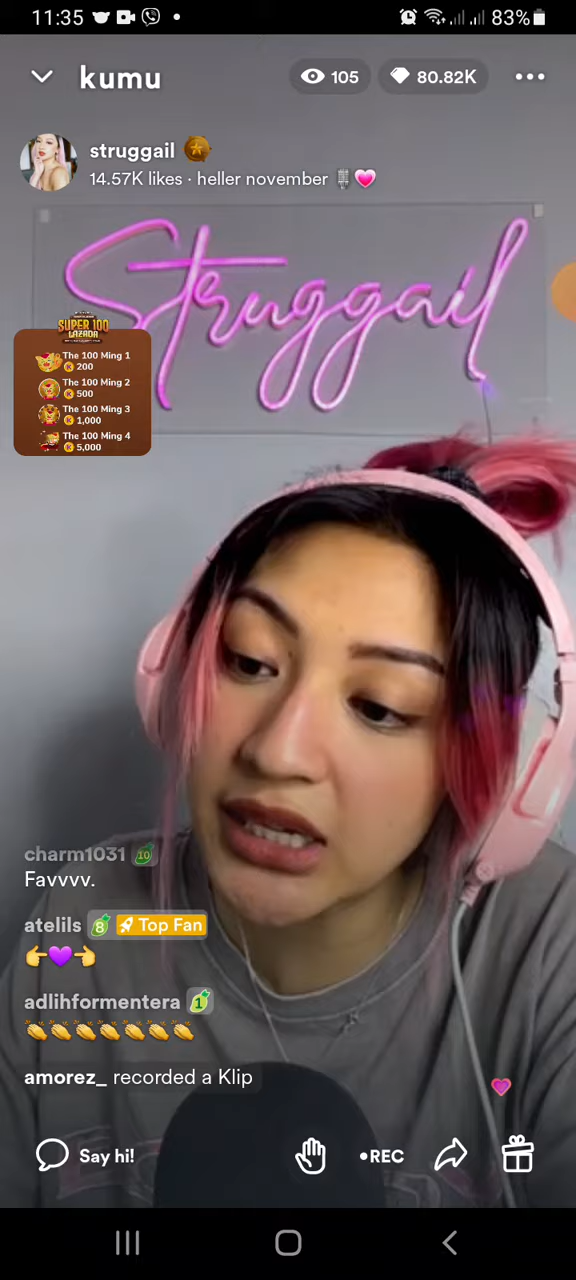 11:35 83%
kumu 105 80.82K
struggail
14.57K likes · heller november
Struggail
SUPER 100
LAZADA
The 100 Ming 1
200
The 100 Ming 2
500
The 100 Ming 3
1,000
The 100 Ming 4
5,000
charm1031 10
Favvvv.
atelils 8 Top Fan
adlihformentera 1
amorez_ recorded a Klip
Say hi! •REC